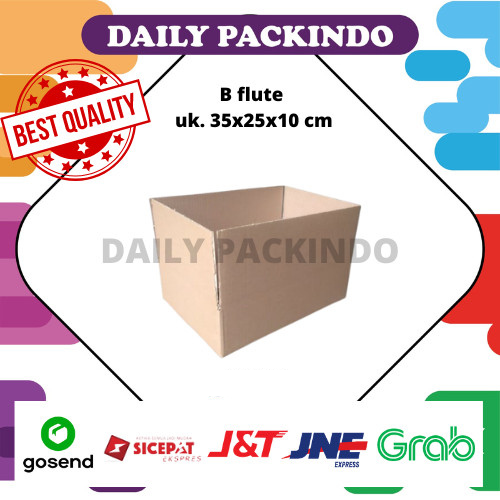 DAILY PACKINDO
BEST QUALITY
B flute
uk. 35x25x10 cm
DAILY PACKINDO
gosend
SICEPAT
EKSPRES
J&T
JNE
EXPRESS
Grab